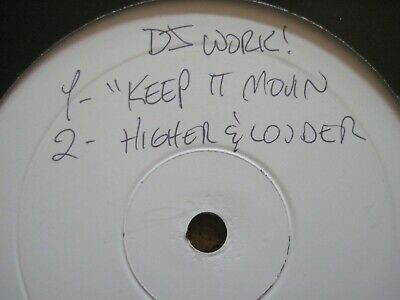 DJ WORK!
1- "KEEP IT MOVIN
2- HIGHER & LOUDER